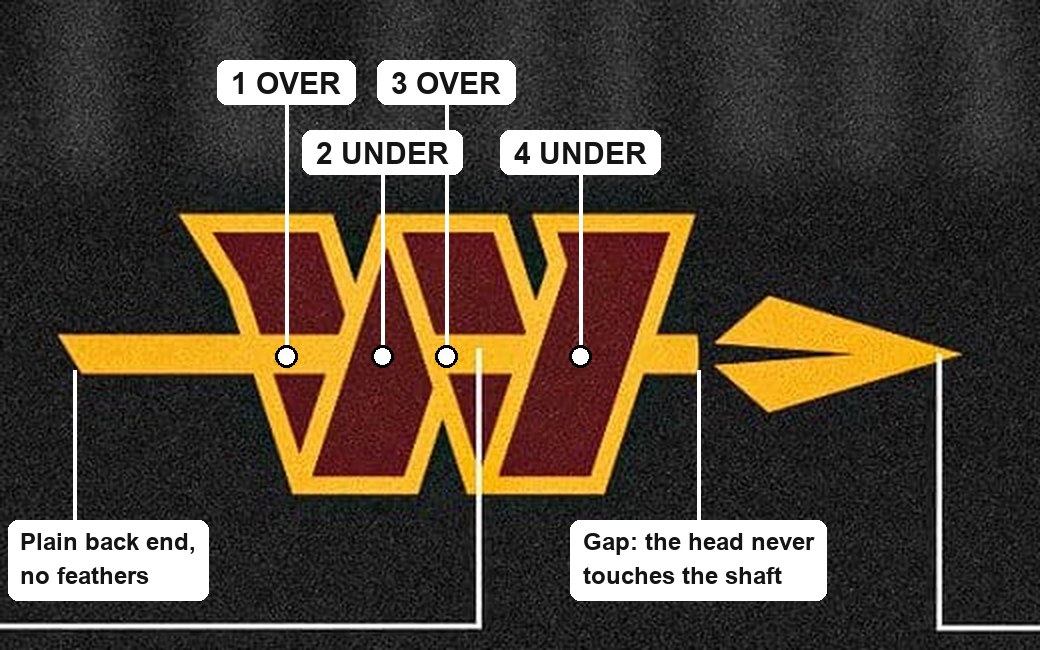 1 OVER
3 OVER
2 UNDER
4 UNDER
Plain back end,
no feathers
Gap: the head never
touches the shaft